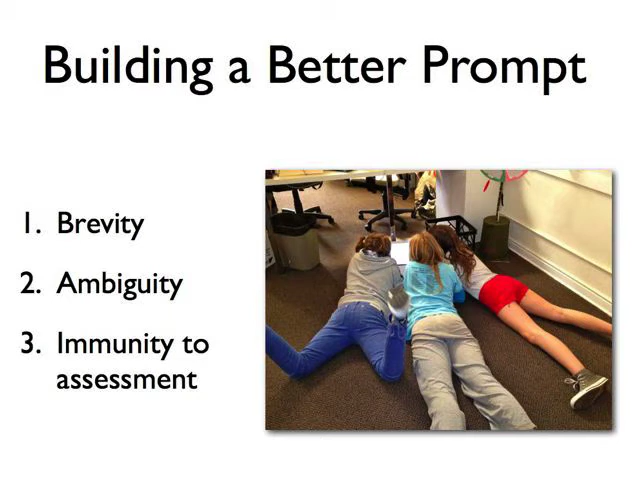 Building a Better Prompt
1. Brevity
2. Ambiguity
3. Immunity to
assessment